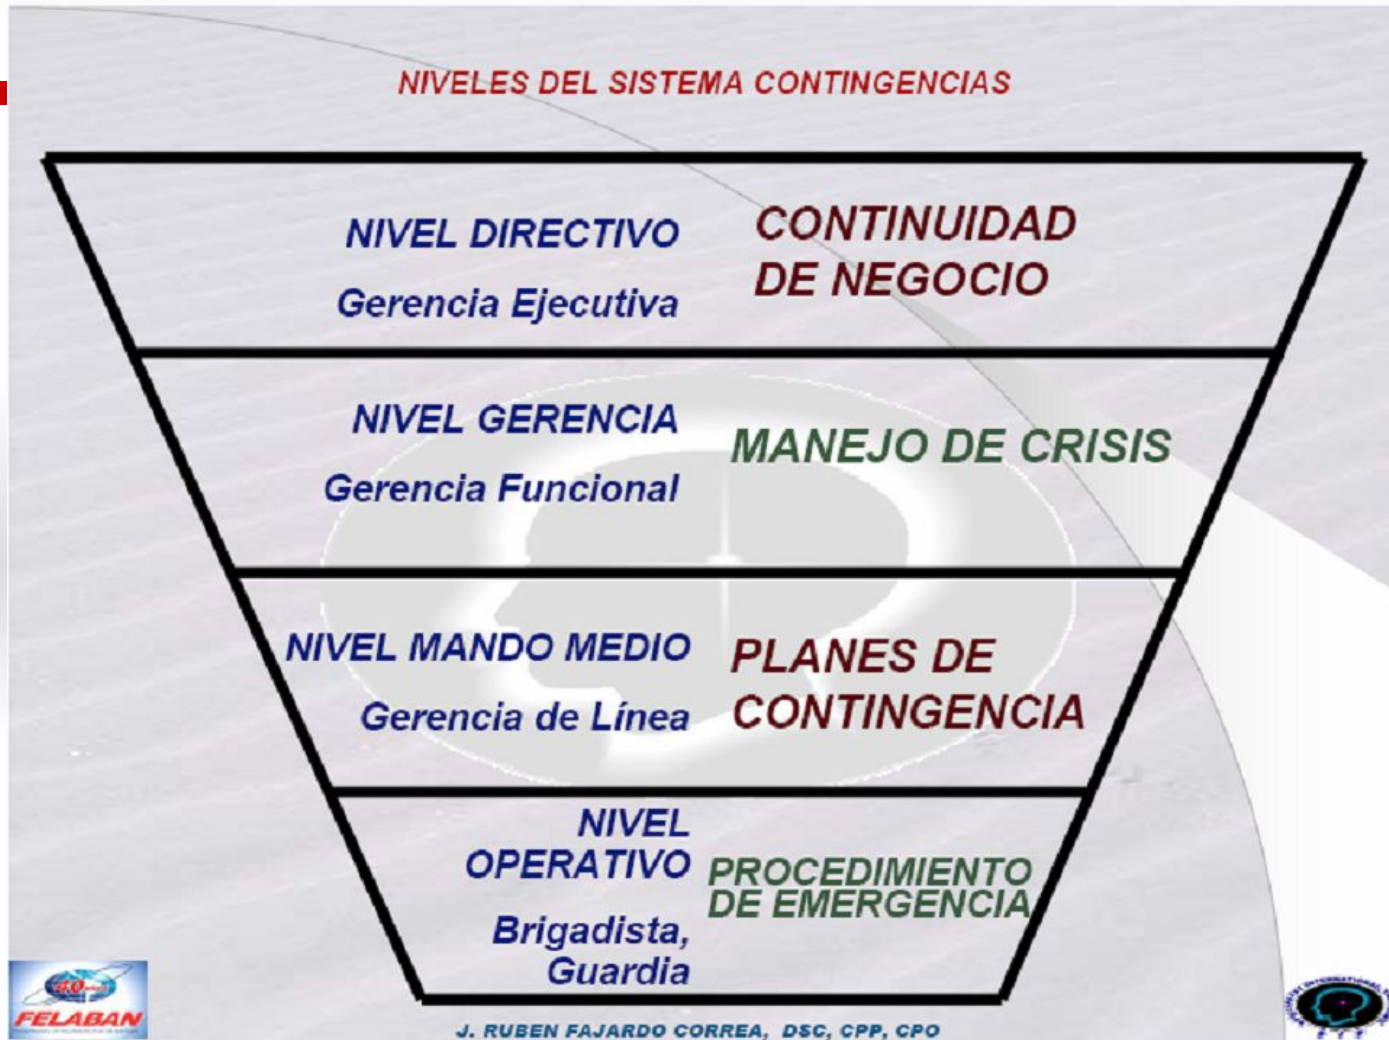 NIVELES DEL SISTEMA CONTINGENCIAS
NIVEL DIRECTIVO
Gerencia Ejecutiva
CONTINUIDAD
DE NEGOCIO
NIVEL GERENCIA
Gerencia Funcional
MANEJO DE CRISIS
NIVEL MANDO MEDIO
Gerencia de Línea
PLANES DE
CONTINGENCIA
NIVEL
OPERATIVO
Brigadista,
Guardia
PROCEDIMIENTO
DE EMERGENCIA
40
FELABAN
J. RUBEN FAJARDO CORREA, DSC, CPP, CPO
INTERNATIONAL